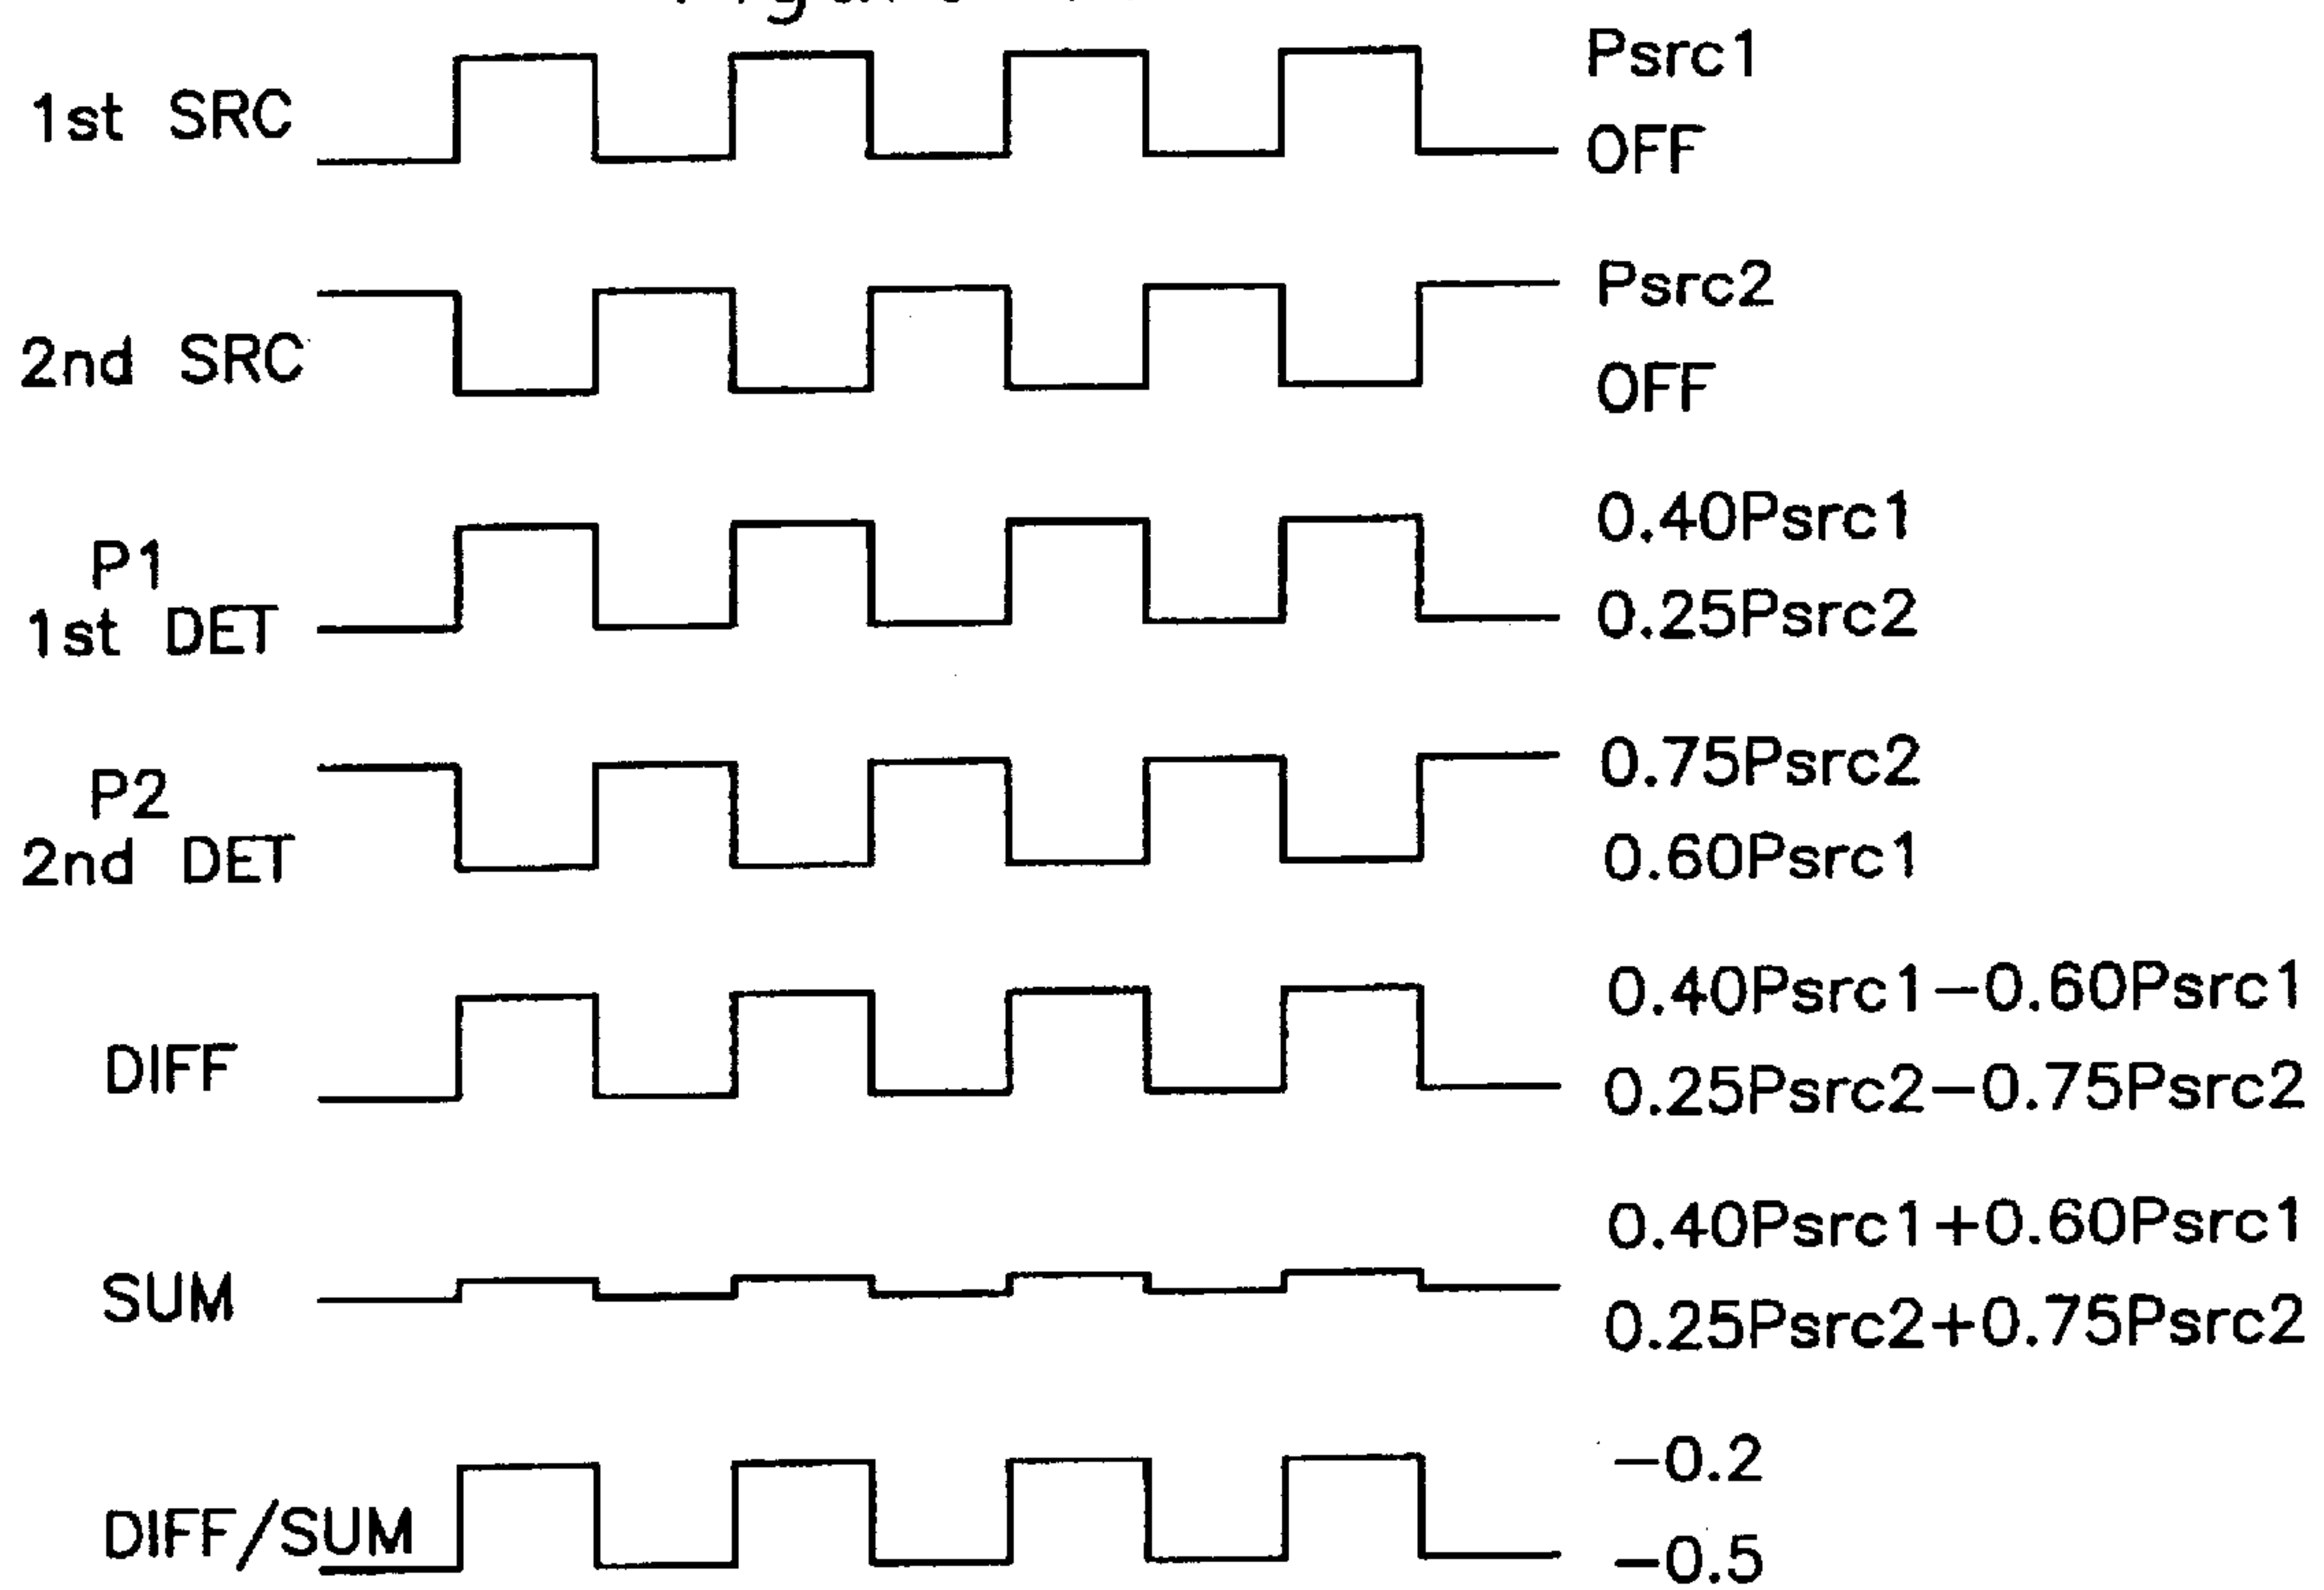 1st SRC
Psrc1
OFF
2nd SRC
Psrc2
OFF
P1
1st DET
0.40Psrc1
0.25Psrc2
P2
2nd DET
0.75Psrc2
0.60Psrc1
DIFF
0.40Psrc1-0.60Psrc1
0.25Psrc2-0.75Psrc2
SUM
0.40Psrc1+0.60Psrc1
0.25Psrc2+0.75Psrc2
DIFF/SUM
-0.2
-0.5